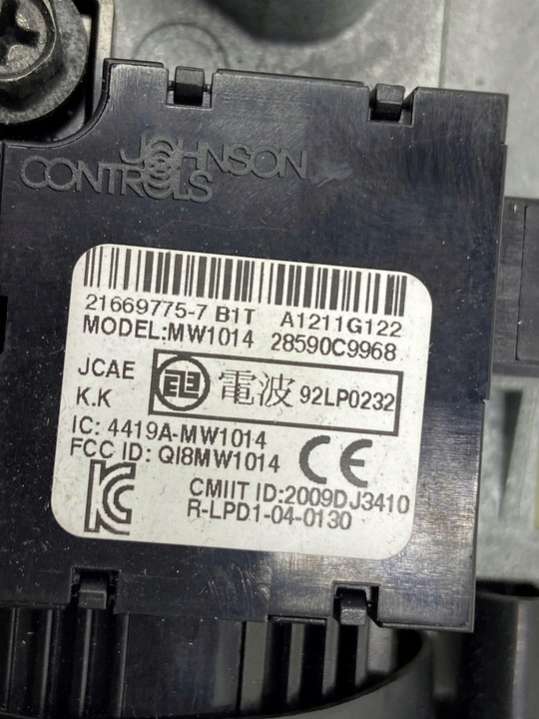 JOHNSON
CONTROLS
21669775-7 B1T A1211G122
MODEL:MW1014 28590C9968
JCAE
K.K
電波 92LP0232
IC: 4419A-MW1014
FCC ID: QI8MW1014
CE
CMIIT ID:2009DJ3410
R-LPD1-04-0130